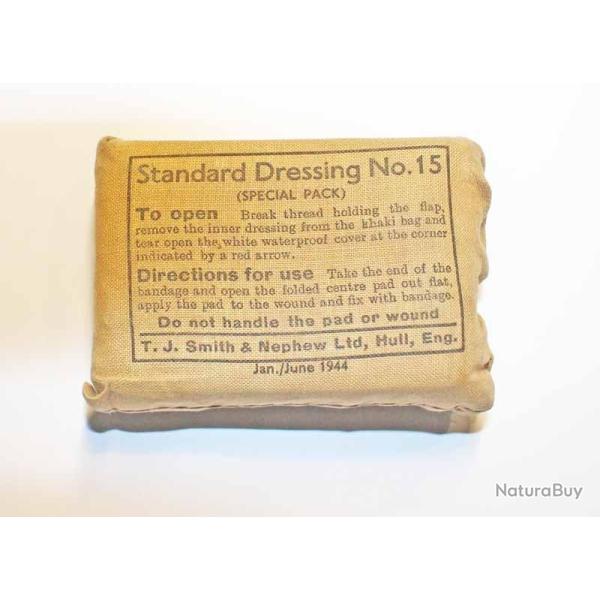 Standard Dressing No.15
(SPECIAL PACK)
To open Break thread holding the flap,
remove the inner dressing from the khaki bag and
tear open the white waterproof cover at the corner
indicated by a red arrow.
Directions for use Take the end of the
bandage and open the folded centre pad out flat,
apply the pad to the wound and fix with bandage.
Do not handle the pad or wound
T. J. Smith & Nephew Ltd, Hull, Eng.
Jan./June 1944
NaturaBuy